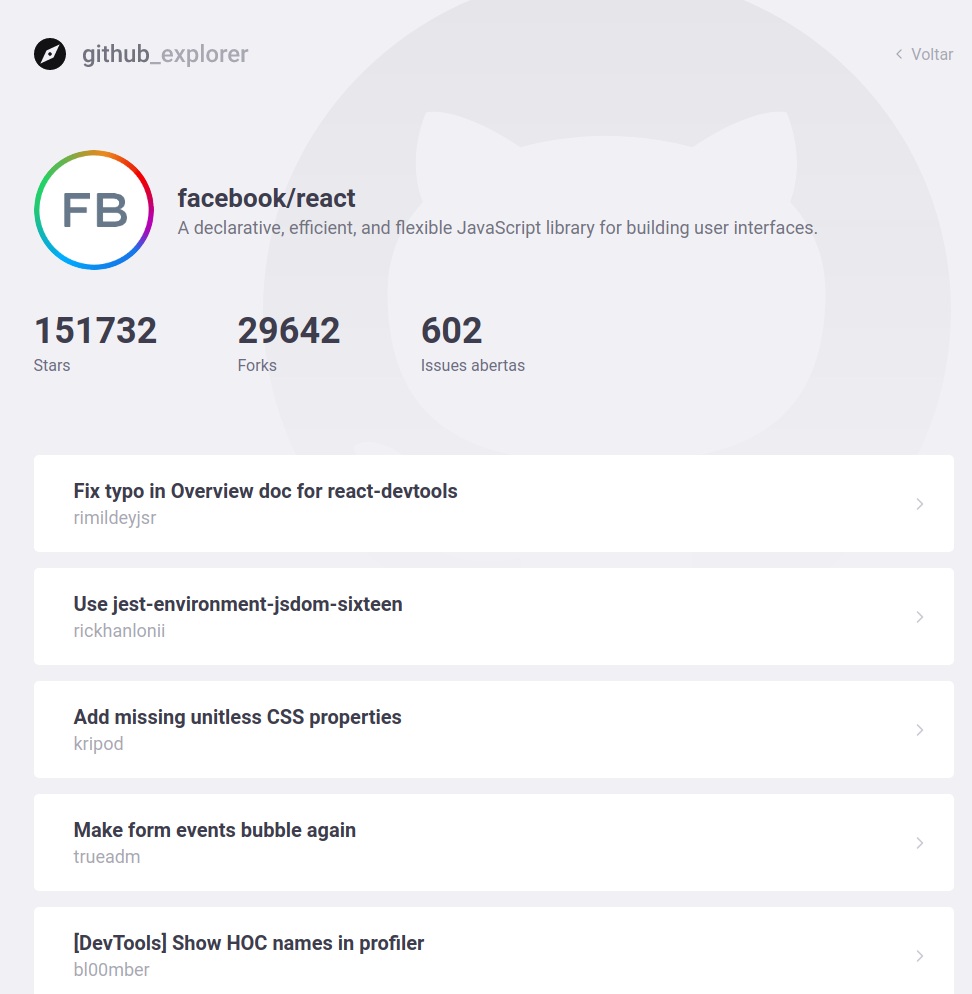 github_explorer
Voltar
FB
facebook/react
A declarative, efficient, and flexible JavaScript library for building user interfaces.
151732 29642 602
Stars Forks Issues abertas
Fix typo in Overview doc for react-devtools
rimildeyjsr
Use jest-environment-jsdom-sixteen
rickhanlonii
Add missing unitless CSS properties
kripod
Make form events bubble again
trueadm
[DevTools] Show HOC names in profiler
bl00mber